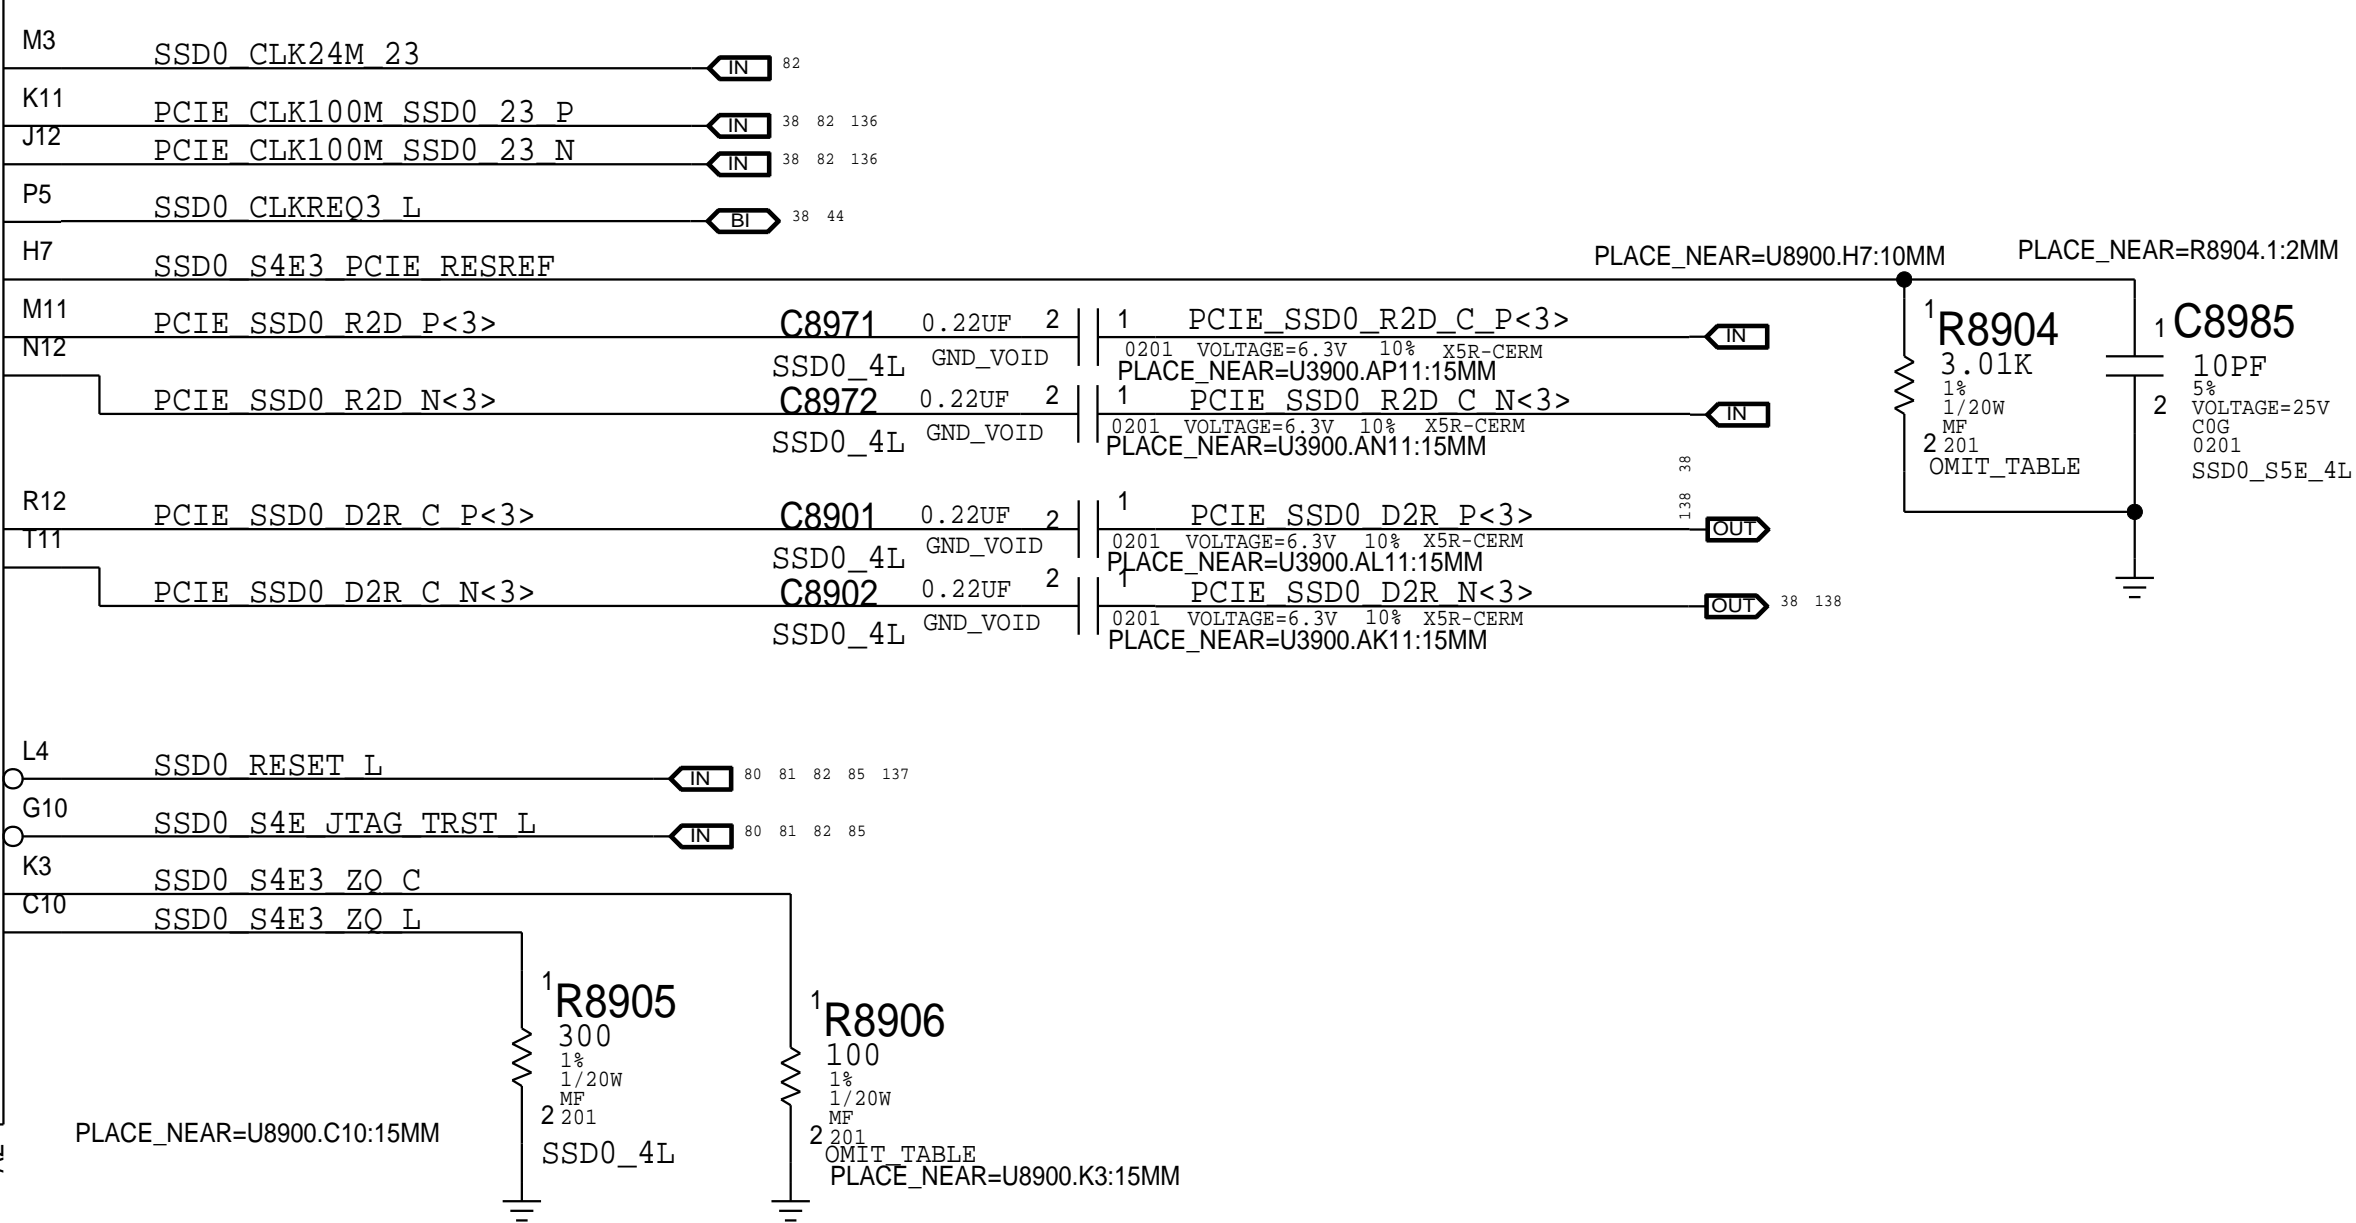 M3
SSD0_CLK24M_23
IN 82
K11
PCIE_CLK100M_SSD0_23_P
IN 38 82 136
J12
PCIE_CLK100M_SSD0_23_N
IN 38 82 136
P5
SSD0_CLKREQ3_L
BI 38 44
H7
SSD0_S4E3_PCIE_RESREF
PLACE_NEAR=U8900.H7:10MM
PLACE_NEAR=R8904.1:2MM
M11
PCIE_SSD0_R2D_P<3>
C8971 0.22UF 2 1
PCIE_SSD0_R2D_C_P<3>
IN
SSD0_4L GND_VOID
0201 VOLTAGE=6.3V 10% X5R-CERM
PLACE_NEAR=U3900.AP11:15MM
N12
PCIE_SSD0_R2D_N<3>
C8972 0.22UF 2 1
PCIE_SSD0_R2D_C_N<3>
IN
SSD0_4L GND_VOID
0201 VOLTAGE=6.3V 10% X5R-CERM
PLACE_NEAR=U3900.AN11:15MM
1
R8904
3.01K
1%
1/20W
MF
2 201
OMIT_TABLE
1 C8985
10PF
5%
2 VOLTAGE=25V
C0G
0201
SSD0_S5E_4L
R12
PCIE_SSD0_D2R_C_P<3>
C8901 0.22UF 2 1
PCIE_SSD0_D2R_P<3>
138 38
OUT
SSD0_4L GND_VOID
0201 VOLTAGE=6.3V 10% X5R-CERM
PLACE_NEAR=U3900.AL11:15MM
T11
PCIE_SSD0_D2R_C_N<3>
C8902 0.22UF 2 1
PCIE_SSD0_D2R_N<3>
OUT 38 138
SSD0_4L GND_VOID
0201 VOLTAGE=6.3V 10% X5R-CERM
PLACE_NEAR=U3900.AK11:15MM
L4
SSD0_RESET_L
IN 80 81 82 85 137
G10
SSD0_S4E_JTAG_TRST_L
IN 80 81 82 85
K3
SSD0_S4E3_ZQ_C
C10
SSD0_S4E3_ZQ_L
1
R8905
300
1%
1/20W
MF
2 201
SSD0_4L
PLACE_NEAR=U8900.C10:15MM
1
R8906
100
1%
1/20W
MF
2 201
OMIT_TABLE
PLACE_NEAR=U8900.K3:15MM